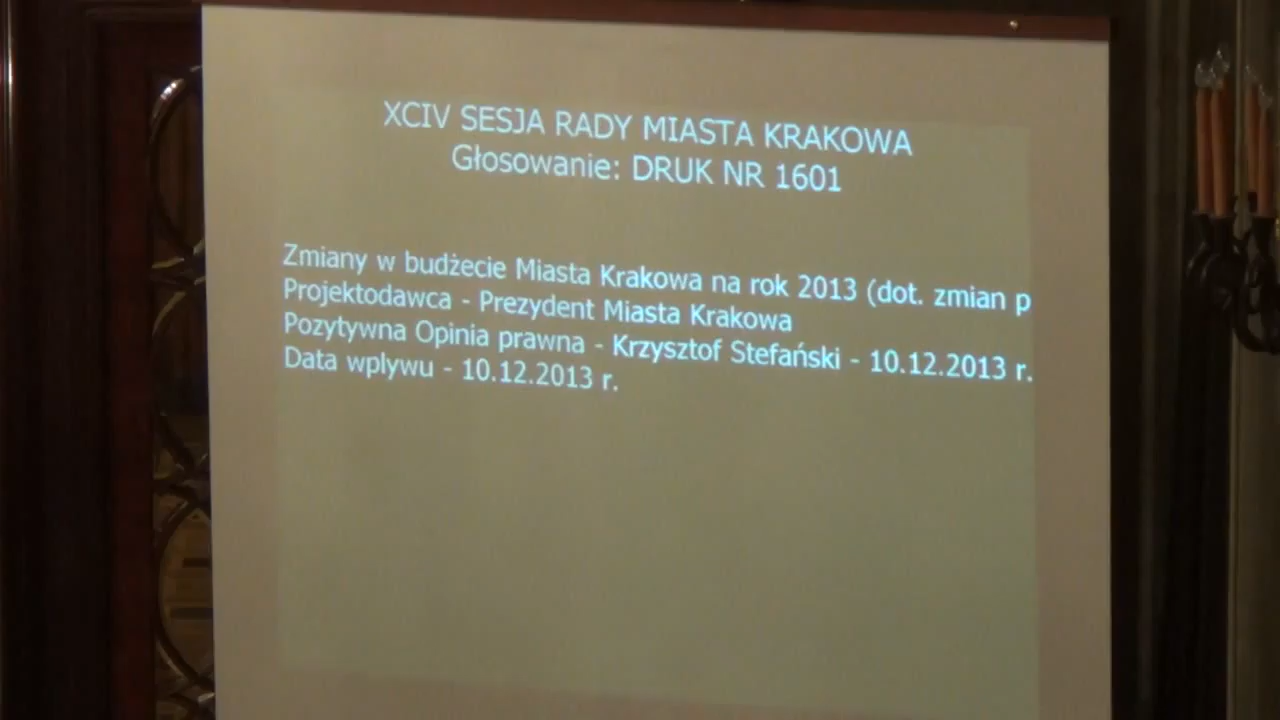 XCIV SESJA RADY MIASTA KRAKOWA
Głosowanie: DRUK NR 1601
Zmiany w budżecie Miasta Krakowa na rok 2013 (dot. zmian p
Projektodawca - Prezydent Miasta Krakowa
Pozytywna Opinia prawna - Krzysztof Stefański - 10.12.2013 r.
Data wplywu - 10.12.2013 r.